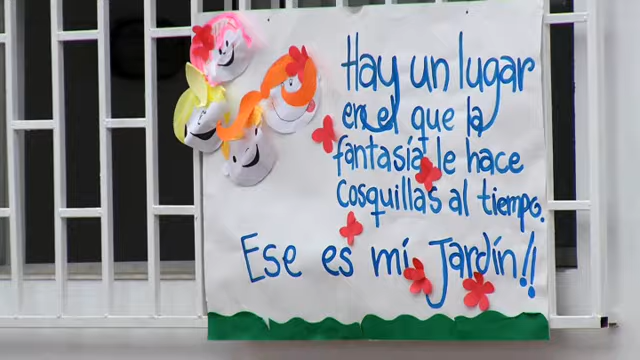 Hay un lugar
en el que la
fantasía le hace
Cosquillas al tiempo.
Ese es mi Jardín!!